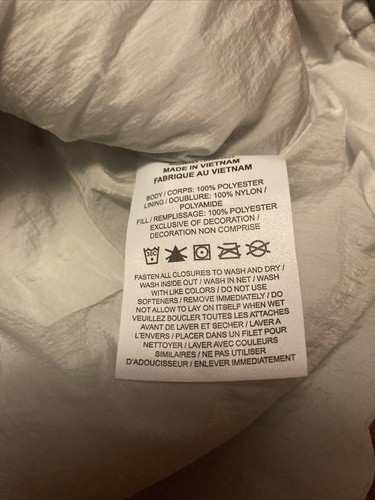 MADE IN VIETNAM
FABRIQUE AU VIETNAM
BODY / CORPS: 100% POLYESTER
LINING / DOUBLURE: 100% NYLON /
POLYAMIDE
FILL / REMPLISSAGE: 100% POLYESTER
EXCLUSIVE OF DECORATION /
DECORATION NON COMPRISE
30C
FASTEN ALL CLOSURES TO WASH AND DRY /
WASH INSIDE OUT / WASH IN NET / WASH
WITH LIKE COLORS / DO NOT USE
SOFTENERS / REMOVE IMMEDIATELY / DO
NOT ALLOW TO LAY ON ITSELF WHEN WET
VEUILLEZ BOUCLER TOUTES LES ATTACHES
AVANT DE LAVER ET SECHER / LAVER A
L'ENVERS / PLACER DANS UN FILET POUR
NETTOYER / LAVER AVEC COULEURS
SIMILAIRES / NE PAS UTILISER
D'ADOUCISSEUR / ENLEVER IMMEDIATEMENT